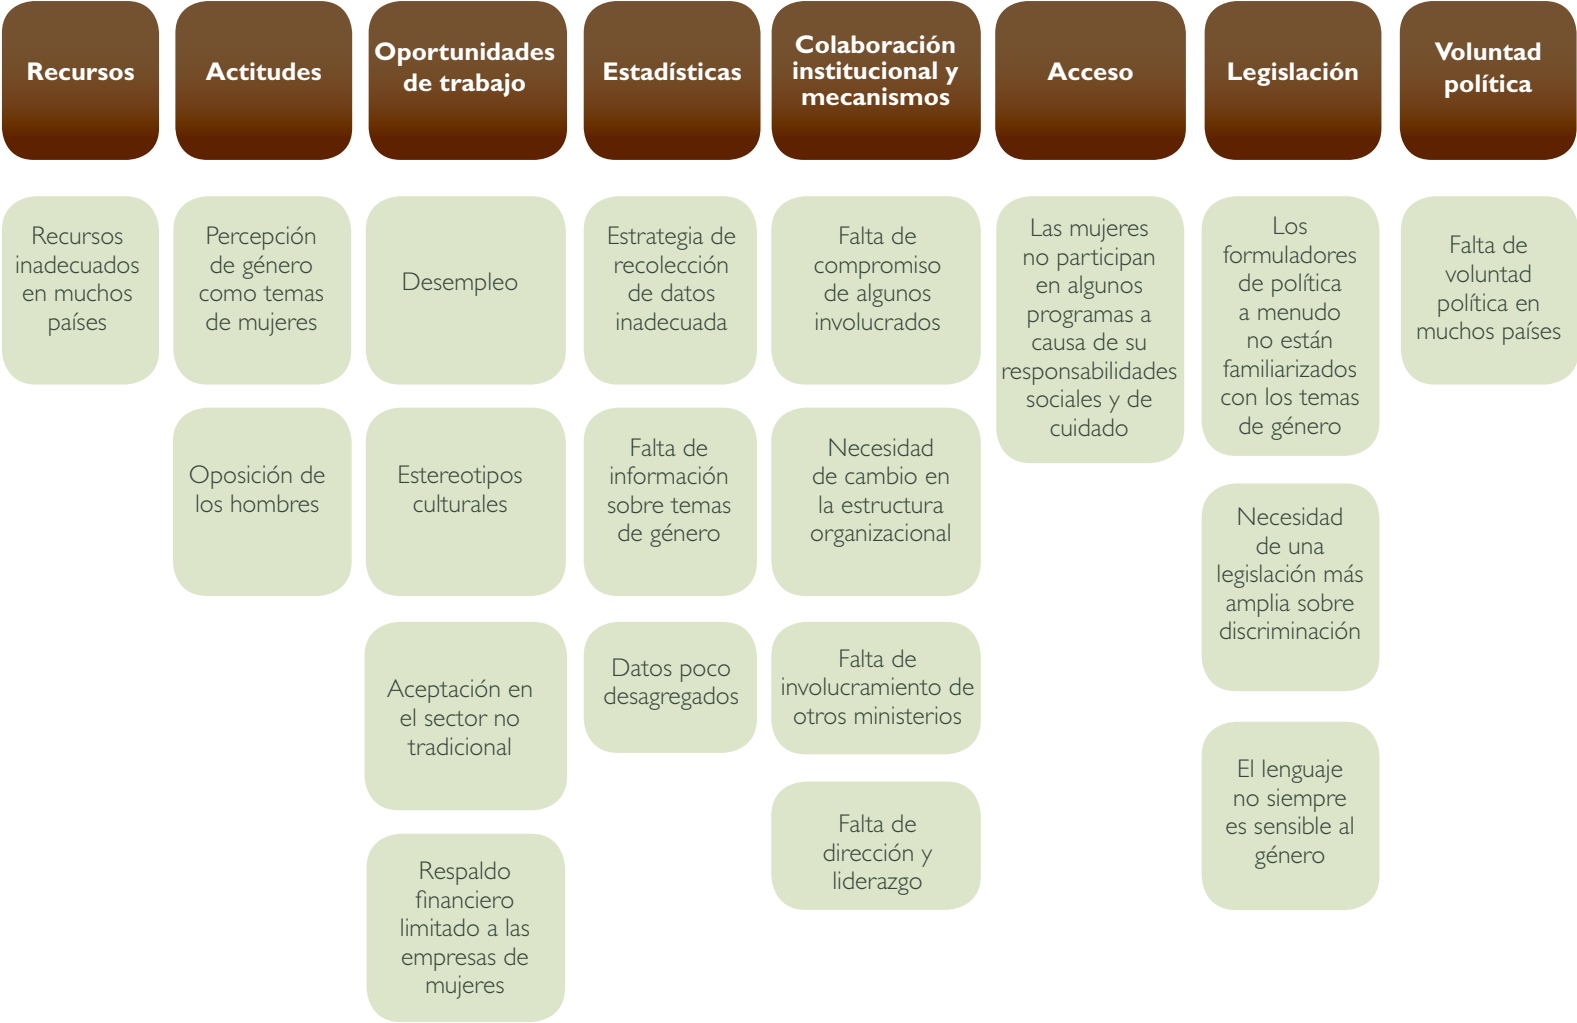 Recursos
Actitudes
Oportunidades
de trabajo
Estadísticas
Colaboración
institucional y
mecanismos
Acceso
Legislación
Voluntad
política
Recursos
inadecuados
en muchos
países
Percepción
de género
como temas
de mujeres
Oposición de
los hombres
Desempleo
Estereotipos
culturales
Aceptación en
el sector no
tradicional
Respaldo
financiero
limitado a las
empresas de
mujeres
Estrategia de
recolección
de datos
inadecuada
Falta de
información
sobre temas
de género
Datos poco
desagregados
Falta de
compromiso
de algunos
involucrados
Necesidad
de cambio en
la estructura
organizacional
Falta de
involucramiento de
otros ministerios
Falta de
dirección y
liderazgo
Las mujeres
no participan
en algunos
programas a
causa de su
responsabilidades
sociales y de
cuidado
Los
formuladores
de política
a menudo
no están
familiarizados
con los temas
de género
Necesidad
de una
legislación más
amplia sobre
discriminación
El lenguaje
no siempre
es sensible al
género
Falta de
voluntad
política en
muchos países